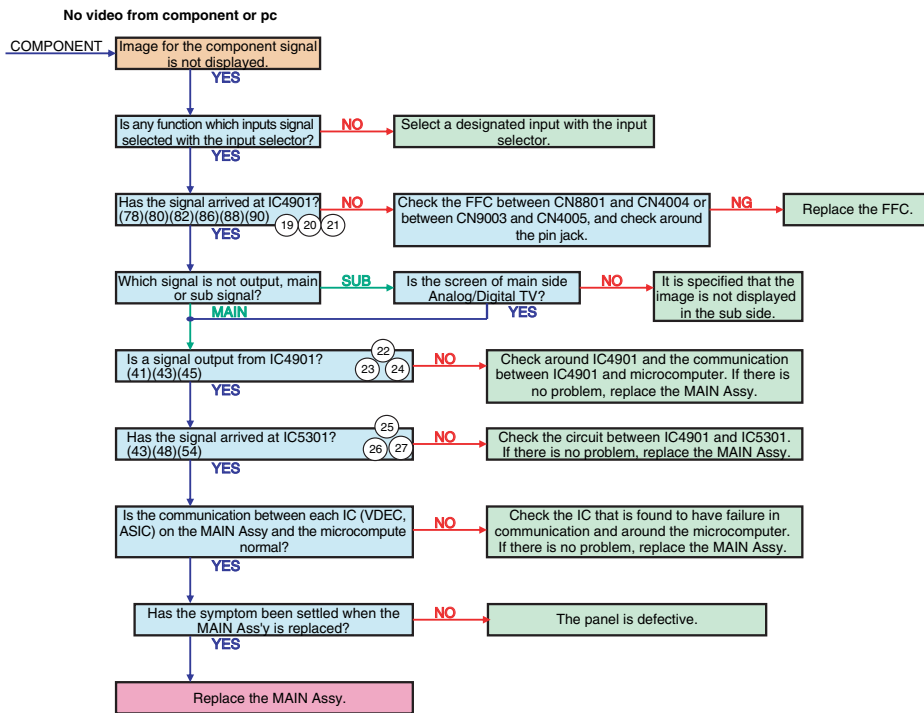 No video from component or pc
COMPONENT
Image for the component signal
is not displayed.
YES
Is any function which inputs signal
selected with the input selector?
NO
Select a designated input with the input
selector.
YES
Has the signal arrived at IC4901?
(78)(80)(82)(86)(88)(90)
19 20 21
NO
Check the FFC between CN8801 and CN4004 or
between CN9003 and CN4005, and check around
the pin jack.
NG
Replace the FFC.
YES
Which signal is not output, main
or sub signal?
SUB
Is the screen of main side
Analog/Digital TV?
NO
It is specified that the
image is not displayed
in the sub side.
MAIN
YES
Is a signal output from IC4901?
(41)(43)(45)
22
23 24
NO
Check around IC4901 and the communication
between IC4901 and microcomputer. If there is
no problem, replace the MAIN Assy.
YES
Has the signal arrived at IC5301?
(43)(48)(54)
25
26 27
NO
Check the circuit between IC4901 and IC5301.
If there is no problem, replace the MAIN Assy.
YES
Is the communication between each IC (VDEC,
ASIC) on the MAIN Assy and the microcompute
normal?
NO
Check the IC that is found to have failure in
communication and around the microcomputer.
If there is no problem, replace the MAIN Assy.
YES
Has the symptom been settled when the
MAIN Ass'y is replaced?
NO
The panel is defective.
YES
Replace the MAIN Assy.